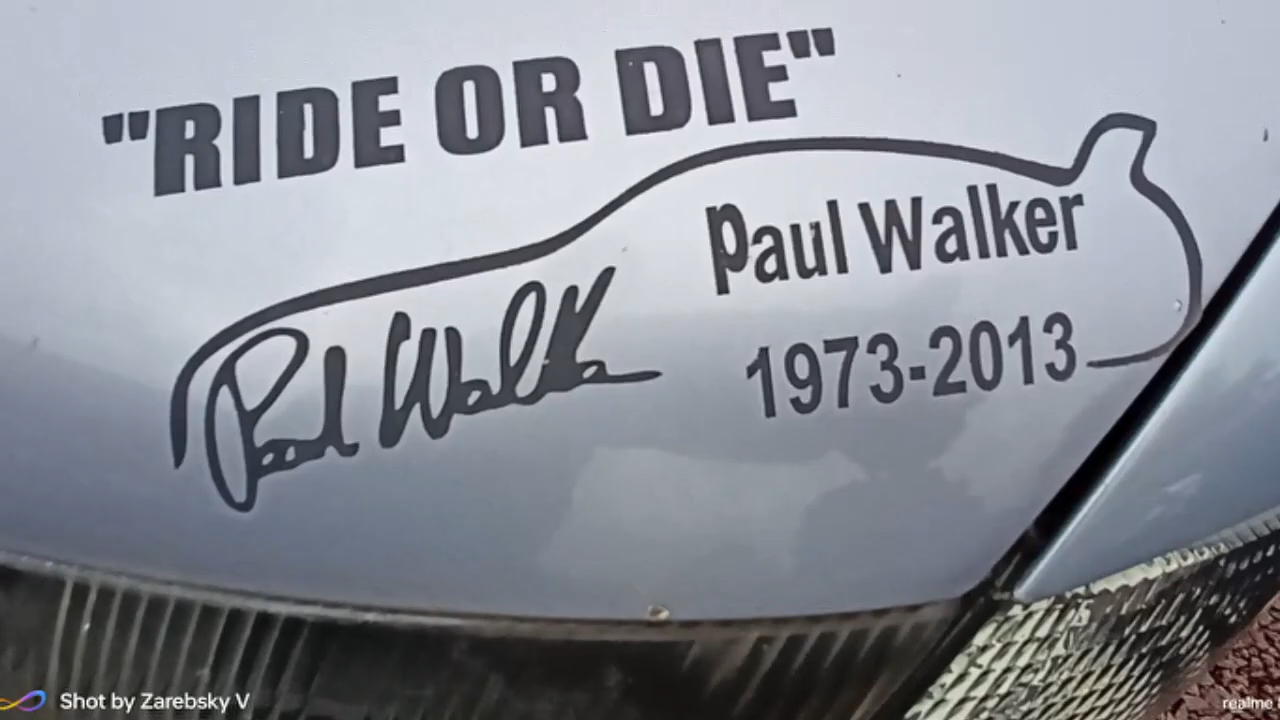 "RIDE OR DIE"
Paul Walker
Paul Walker
1973-2013
Shot by Zarebsky V
realme